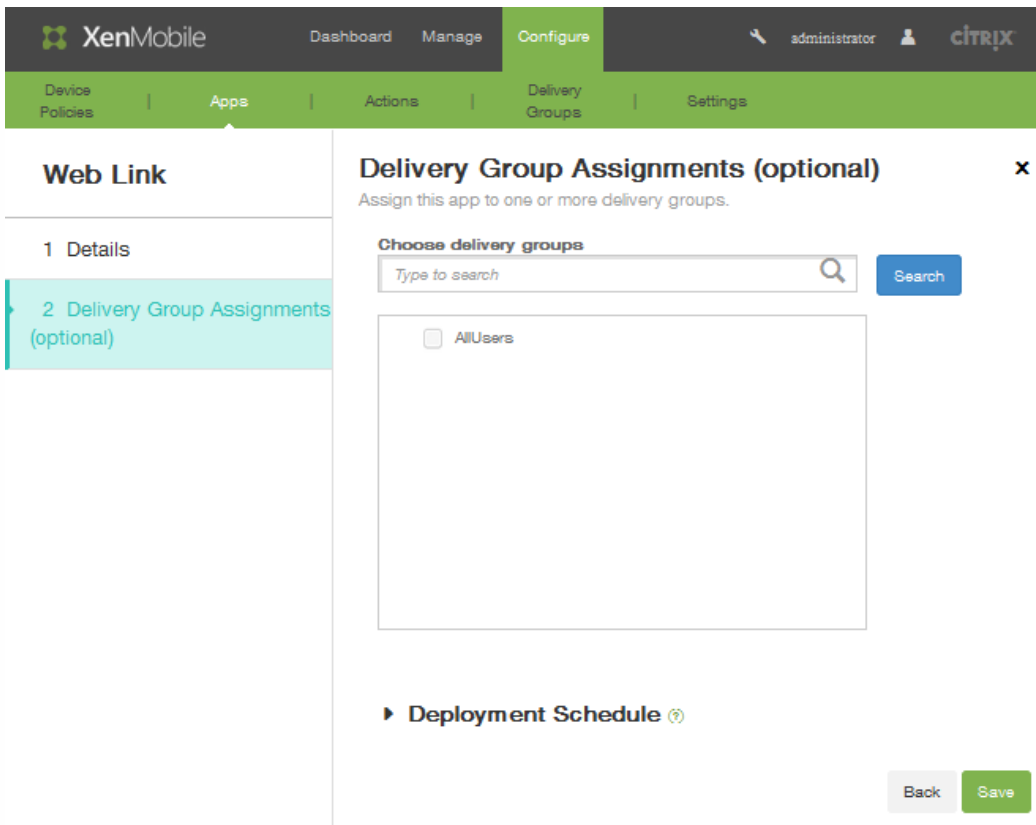 XenMobile Dashboard Manage Configure administrator CİTRIX
Device Policies | Apps | Actions | Delivery Groups | Settings
Web Link
1 Details
2 Delivery Group Assignments
(optional)
Delivery Group Assignments (optional) x
Assign this app to one or more delivery groups.
Choose delivery groups
Type to search Search
AllUsers
Deployment Schedule (?)
Back Save